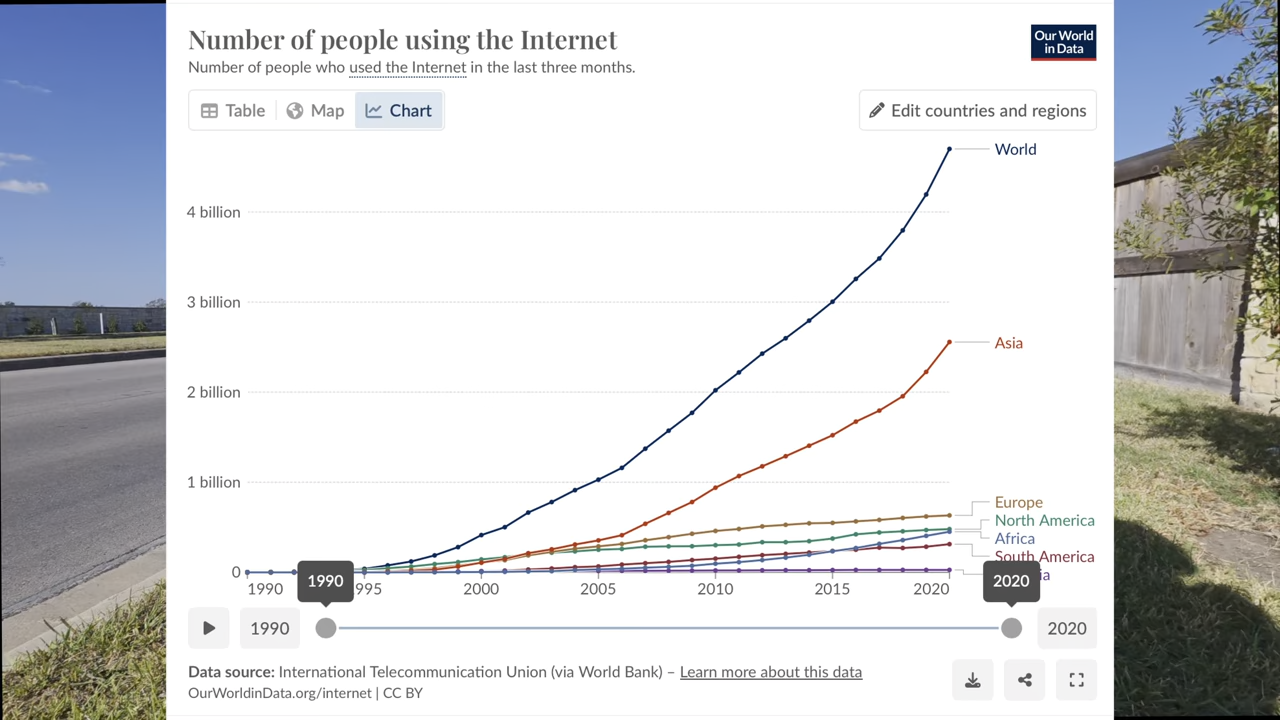 Number of people using the Internet
Our World
in Data
Number of people who used the Internet in the last three months.
Table
Map
Chart
Edit countries and regions
World
4 billion
3 billion
Asia
2 billion
1 billion
Europe
North America
Africa
South America
0
1990
2020
1990
2000
2005
2010
2015
2020
1990
2020
Data source: International Telecommunication Union (via World Bank) – Learn more about this data
OurWorldinData.org/internet | CC BY